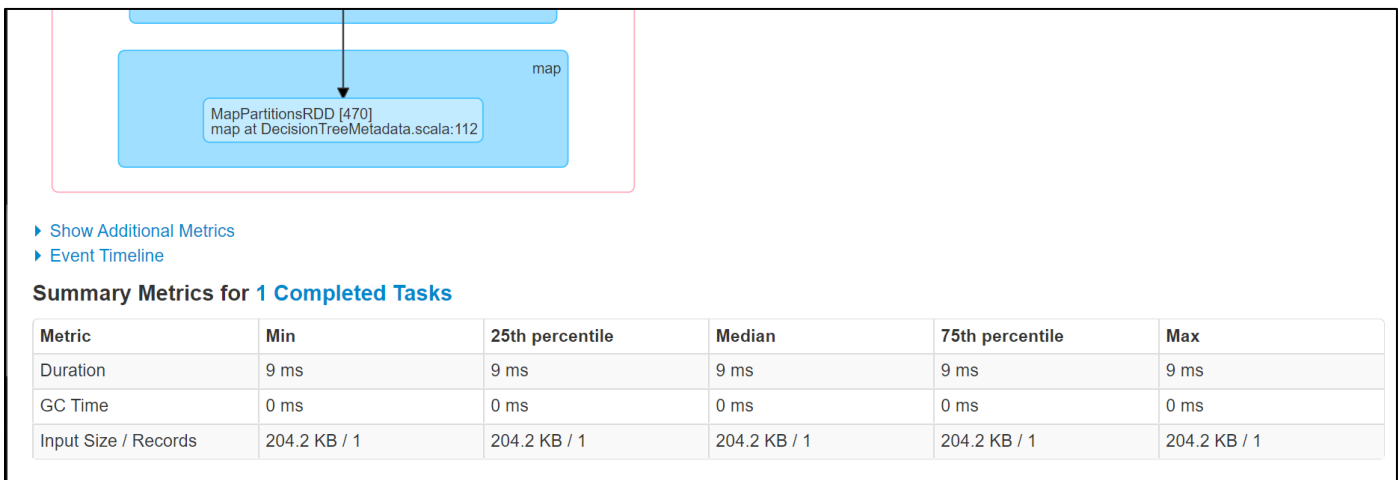 map
MapPartitionsRDD [470]
map at DecisionTreeMetadata.scala:112
Show Additional Metrics
Event Timeline
Summary Metrics for 1 Completed Tasks
Metric Min 25th percentile Median 75th percentile Max
Duration 9 ms 9 ms 9 ms 9 ms 9 ms
GC Time 0 ms 0 ms 0 ms 0 ms 0 ms
Input Size / Records 204.2 KB / 1 204.2 KB / 1 204.2 KB / 1 204.2 KB / 1 204.2 KB / 1